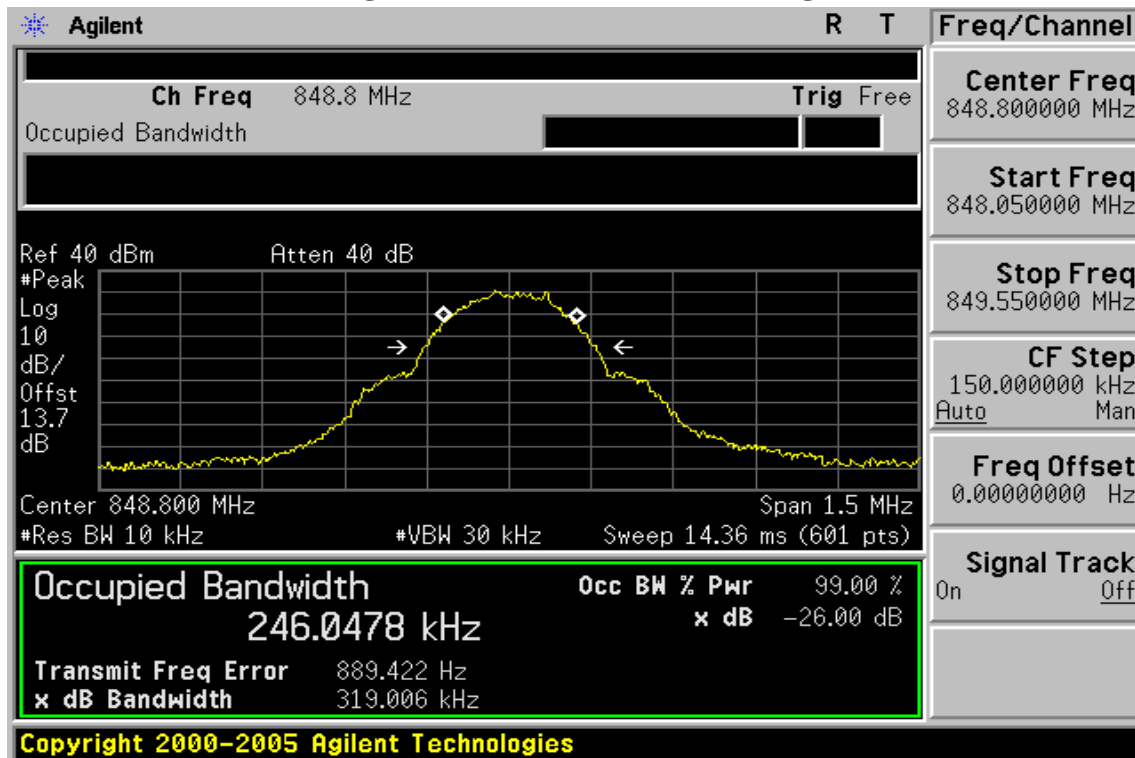 Agilent R T
Ch Freq 848.8 MHz Trig Free
Occupied Bandwidth
Ref 40 dBm Atten 40 dB
#Peak
Log
10
dB/
Offst
13.7
dB
Center 848.800 MHz Span 1.5 MHz
#Res BW 10 kHz #VBW 30 kHz Sweep 14.36 ms (601 pts)
Occupied Bandwidth Occ BW % Pwr 99.00 %
246.0478 kHz x dB -26.00 dB
Transmit Freq Error 889.422 Hz
x dB Bandwidth 319.006 kHz
Copyright 2000-2005 Agilent Technologies
Freq/Channel
Center Freq
848.800000 MHz
Start Freq
848.050000 MHz
Stop Freq
849.550000 MHz
CF Step
150.000000 kHz
Auto Man
Freq Offset
0.00000000 Hz
Signal Track
On Off